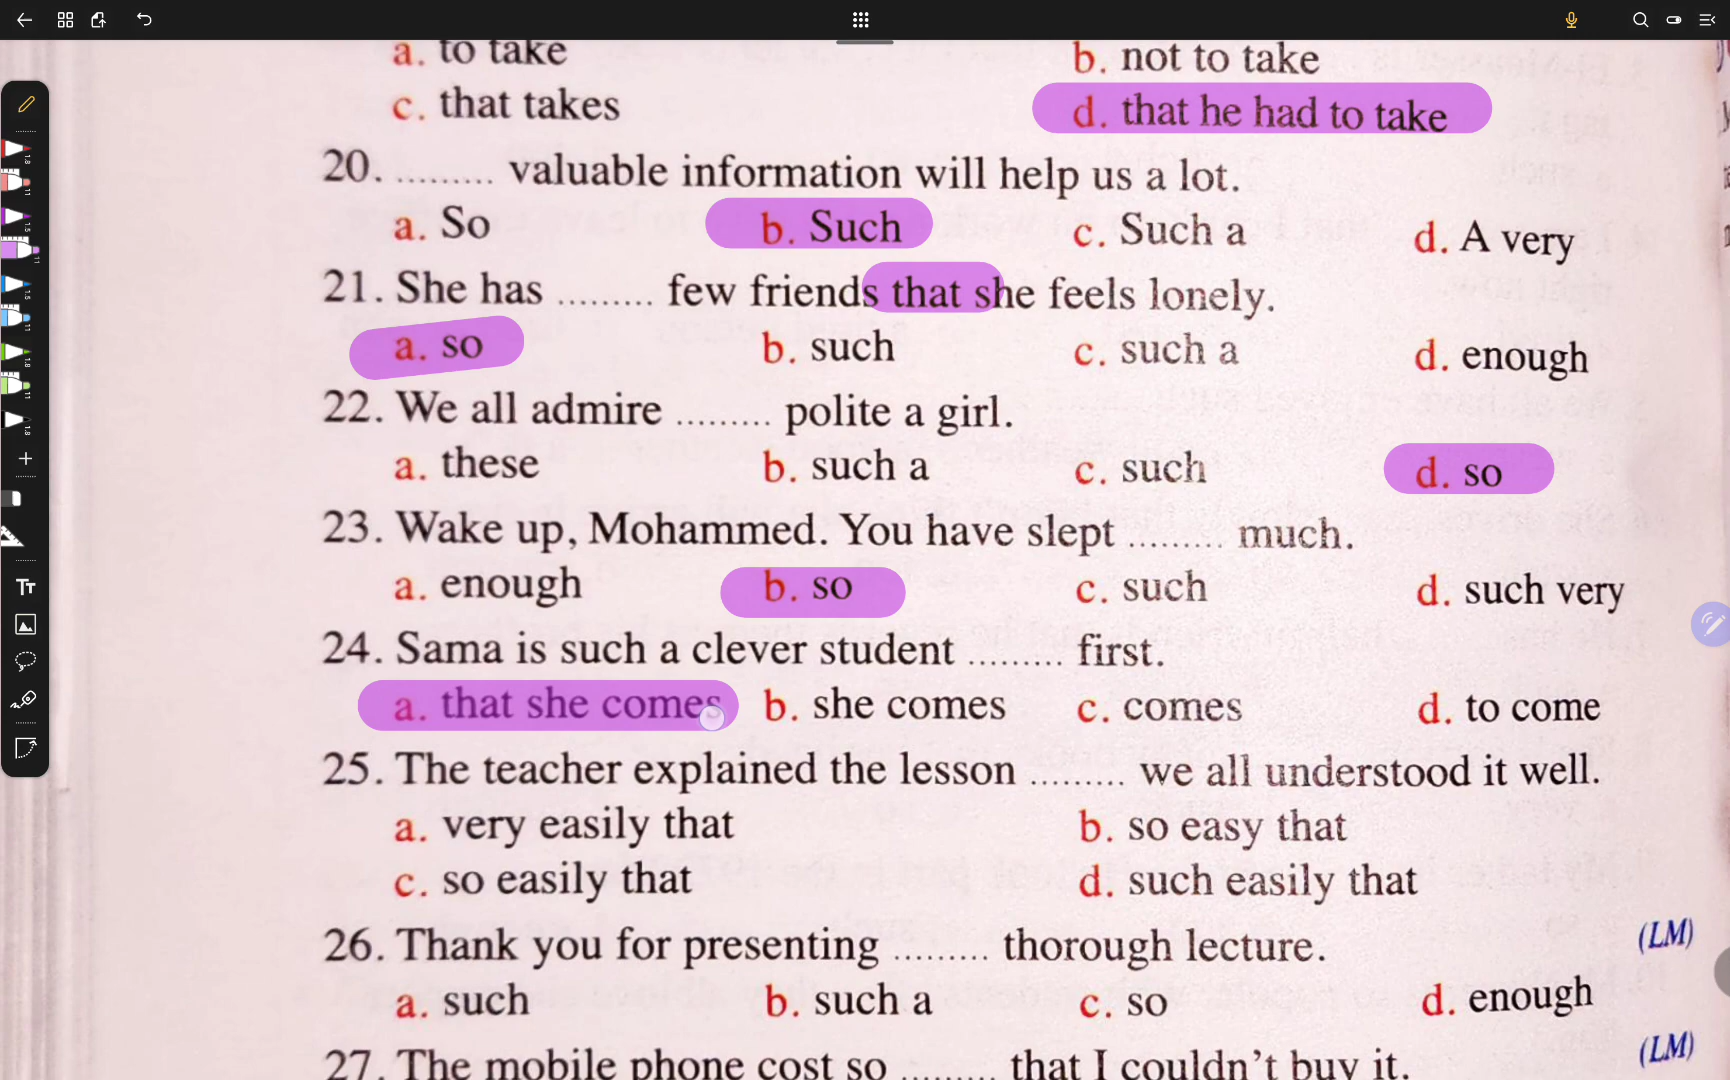 a. to take b. not to take
c. that takes d. that he had to take
20. ......... valuable information will help us a lot.
a. So b. Such c. Such a d. A very
21. She has ......... few friends that she feels lonely.
a. so b. such c. such a d. enough
22. We all admire ......... polite a girl.
a. these b. such a c. such d. so
23. Wake up, Mohammed. You have slept ......... much.
a. enough b. so c. such d. such very
24. Sama is such a clever student ......... first.
a. that she comes b. she comes c. comes d. to come
25. The teacher explained the lesson ......... we all understood it well.
a. very easily that b. so easy that
c. so easily that d. such easily that
26. Thank you for presenting ......... thorough lecture. (LM)
a. such b. such a c. so d. enough
27. The mobile phone cost so ......... that I couldn't buy it. (LM)